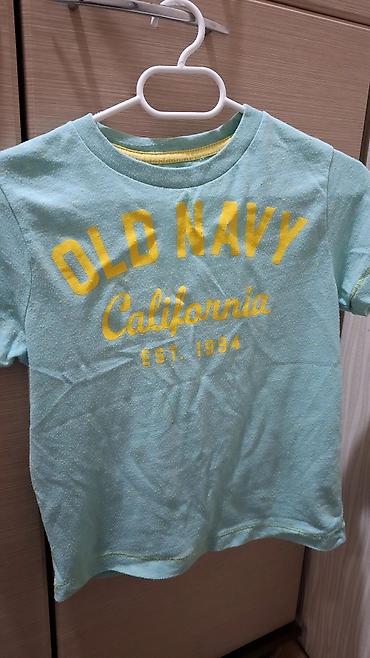 OLD NAVY
California
EST. 1994